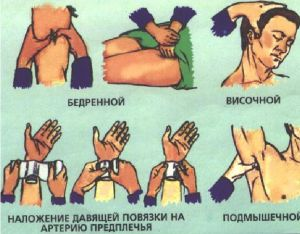 БЕДРЕННОЙ
ВИСОЧНОЙ
НАЛОЖЕНИЕ ДАВЯЩЕЙ ПОВЯЗКИ НА
АРТЕРИЮ ПРЕДПЛЕЧЬЯ
ПОДМЫШЕЧНОЙ